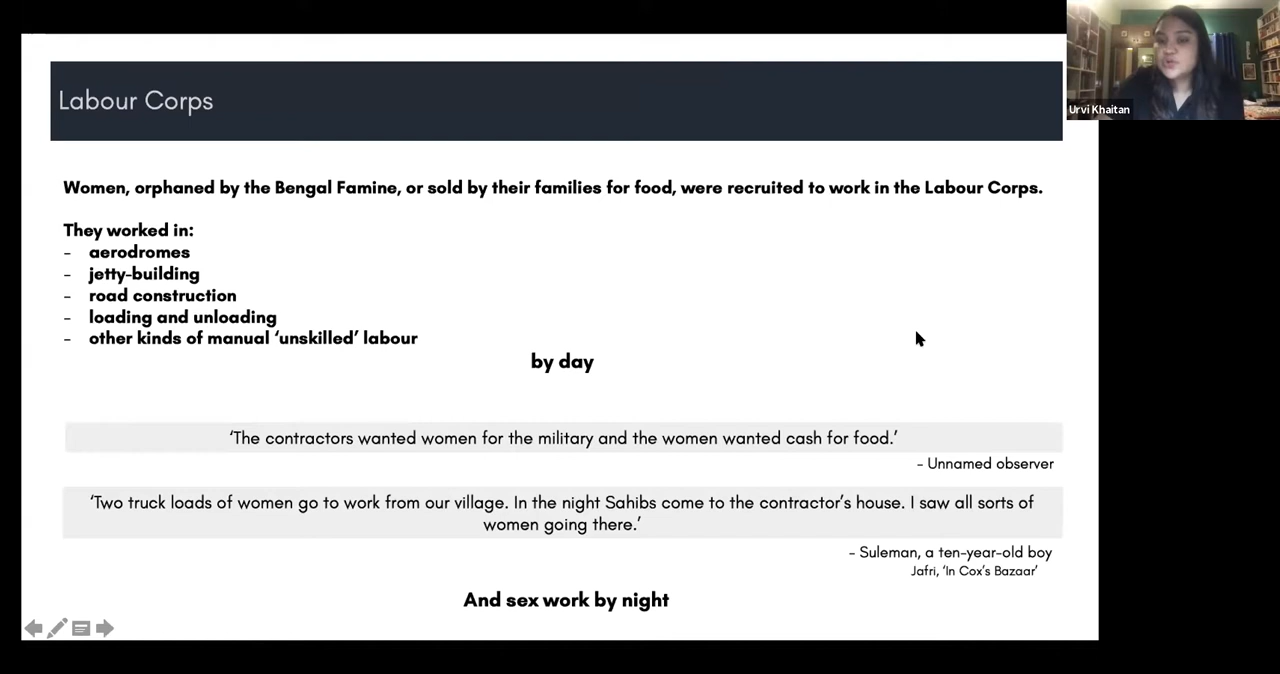 Labour Corps
Urvi Khaitan
Women, orphaned by the Bengal Famine, or sold by their families for food, were recruited to work in the Labour Corps.
They worked in:
- aerodromes
- jetty-building
- road construction
- loading and unloading
- other kinds of manual ‘unskilled’ labour
by day
‘The contractors wanted women for the military and the women wanted cash for food.’
- Unnamed observer
‘Two truck loads of women go to work from our village. In the night Sahibs come to the contractor’s house. I saw all sorts of
women going there.’
- Suleman, a ten-year-old boy
Jafri, ‘In Cox’s Bazaar’
And sex work by night